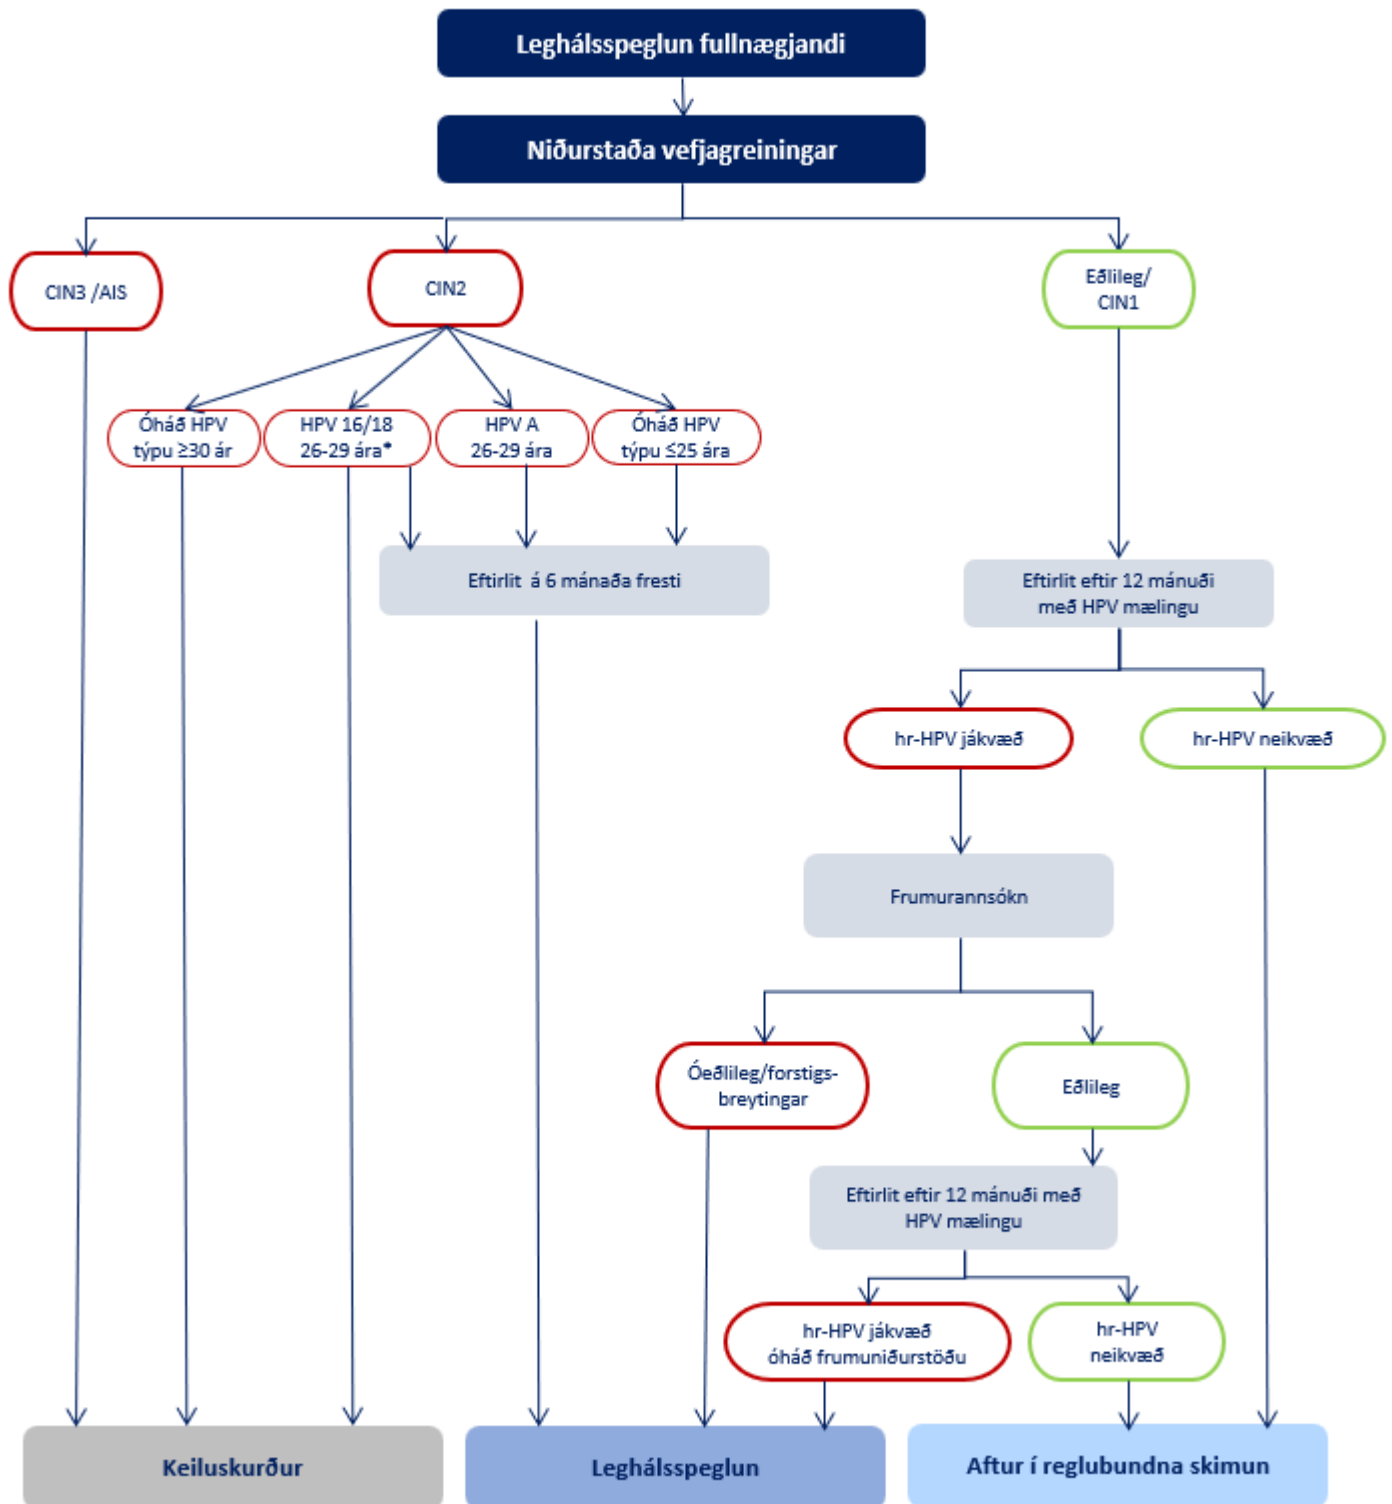 Leghálsspeglun fullnægjandi
Niðurstaða vefjagreiningar
CIN3 /AIS
CIN2
Eðlileg/
CIN1
Óháð HPV
týpu ≥30 ár
HPV 16/18
26-29 ára*
HPV A
26-29 ára
Óháð HPV
týpu ≤25 ára
Eftirlit á 6 mánaða fresti
Eftirlit eftir 12 mánuði
með HPV mælingu
hr-HPV jákvæð
hr-HPV neikvæð
Frumurannsókn
Óeðlileg/forstigs-
breytingar
Eðlileg
Eftirlit eftir 12 mánuði með
HPV mælingu
hr-HPV jákvæð
óháð frumuniðurstöðu
hr-HPV
neikvæð
Keiluskurður
Leghálsspeglun
Aftur í reglubundna skimun